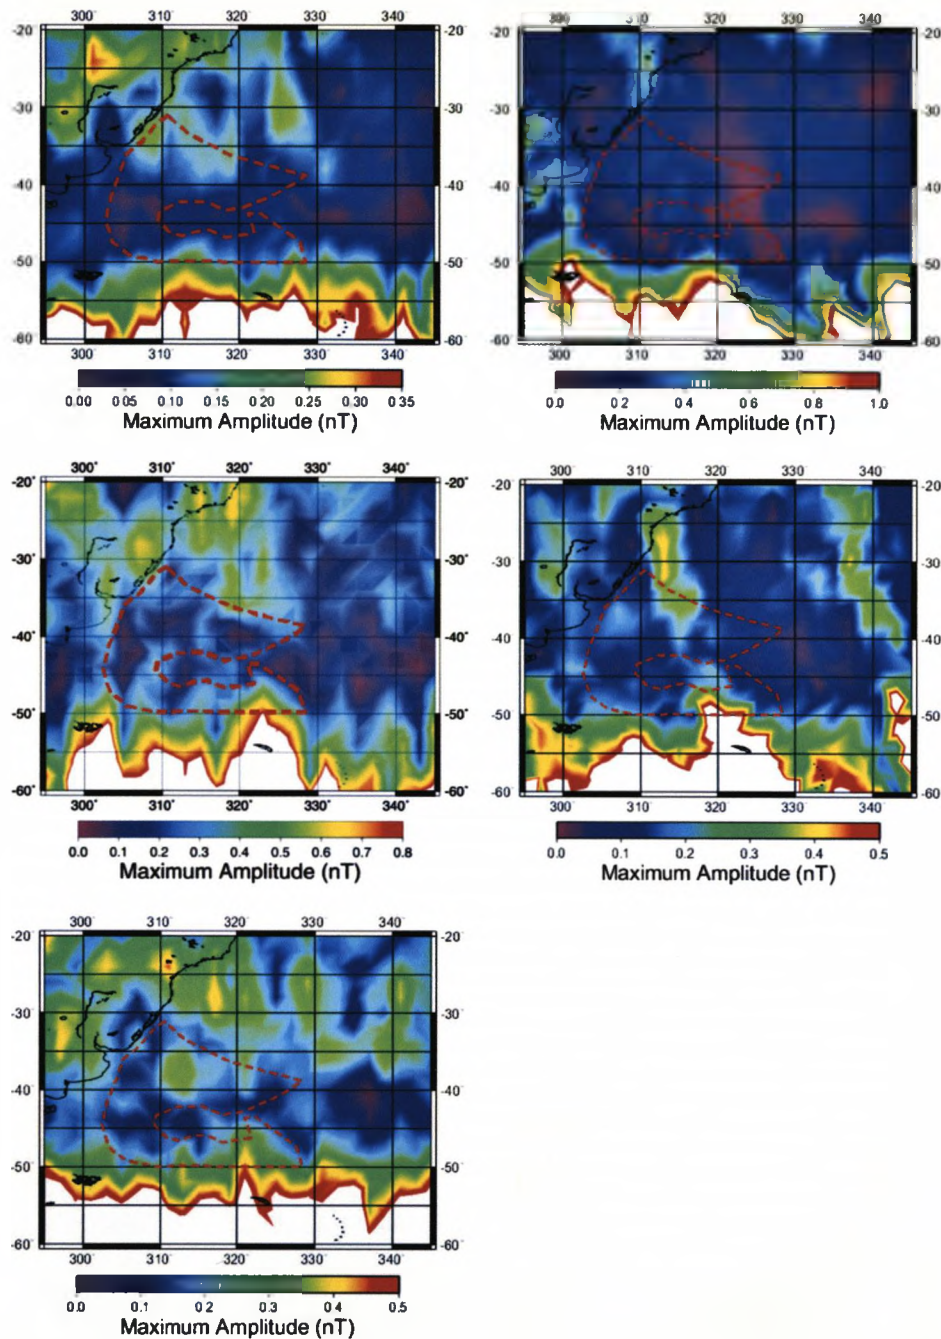 300 310 320 330 340
300 310 320 330 340
-20 -20 -20 -20
-30 -30 -30 -30
-40 -40 -40 -40
-50 -50 -50 -50
-60 -60 -60 -60
300 310 320 330 340
300 310 320 330 340
0.00 0.05 0.10 0.15 0.20 0.25 0.30 0.35
0.0 0.2 0.4 0.6 0.8 1.0
Maximum Amplitude (nT)
Maximum Amplitude (nT)
300° 310° 320° 330° 340°
300 310 320 330 340
-20° -20° -20 -20
-30° -30° -30 -30
-40° -40° -40 -40
-50° -50° -50 -50
-60° -60° -60 -60
300° 310° 320° 330° 340°
300 310 320 330 340
0.0 0.1 0.2 0.3 0.4 0.5 0.6 0.7 0.8
0.0 0.1 0.2 0.3 0.4 0.5
Maximum Amplitude (nT)
Maximum Amplitude (nT)
300 310 320 330 340
-20 -20
-30 -30
-40 -40
-50 -50
-60 -60
300 310 320 330 340
0.0 0.1 0.2 0.3 0.4 0.5
Maximum Amplitude (nT)